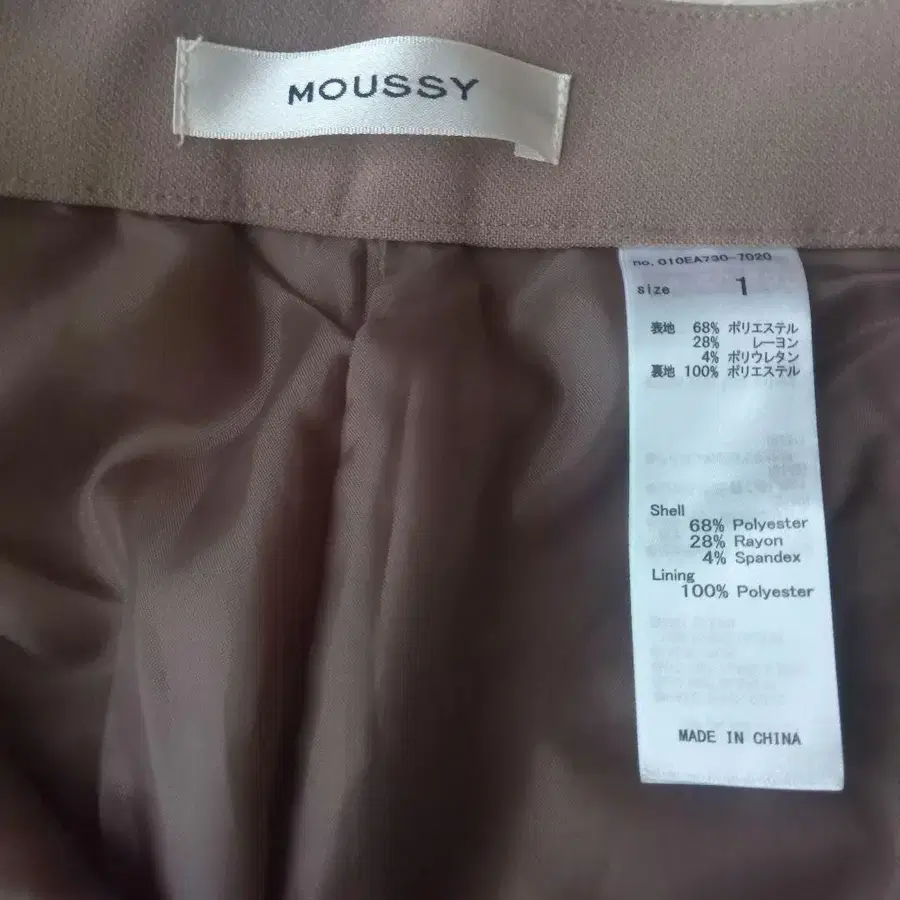 MOUSSY
no. 010EA730-7020
size 1
表地 68% ポリエステル
28% レーヨン
4% ポリウレタン
裏地 100% ポリエステル
Shell
68% Polyester
28% Rayon
4% Spandex
Lining
100% Polyester
MADE IN CHINA